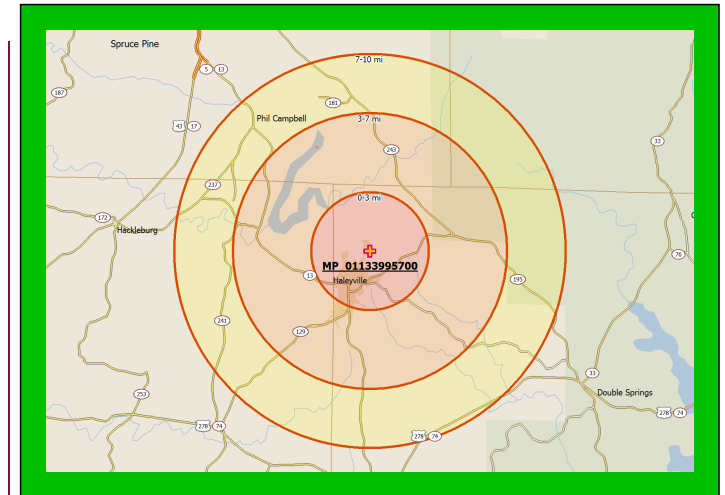 Spruce Pine
7-10 mi
5 13
187
181
Phil Campbell
3-7 mi
43 17
33
243
237
0-3 mi
172
Hackleburg
76
MP_01133995700
13
Haleyville
195
241
129
33
253
Double Springs
278 74
278 74
278 74